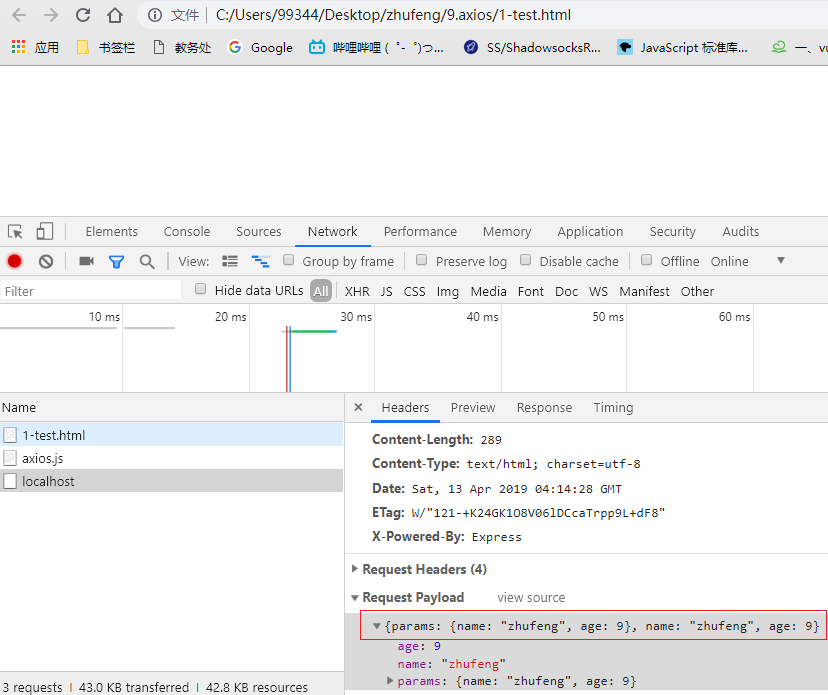 文件 C:/Users/99344/Desktop/zhufeng/9.axios/1-test.html
应用 书签栏 教务处 Google 哔哩哔哩 ( ゜- ゜)つ... SS/ShadowsocksR... JavaScript 标准库... 一、vu
Elements Console Sources Network Performance Memory Application Security Audits
View: Group by frame Preserve log Disable cache Offline Online
Filter Hide data URLs All XHR JS CSS Img Media Font Doc WS Manifest Other
10 ms 20 ms 30 ms 40 ms 50 ms 60 ms
Name
1-test.html
axios.js
localhost
3 requests | 43.0 KB transferred | 42.8 KB resources
× Headers Preview Response Timing
Content-Length: 289
Content-Type: text/html; charset=utf-8
Date: Sat, 13 Apr 2019 04:14:28 GMT
ETag: W/"121-+K24GK1O8V06lDCcaTrpp9L+dF8"
X-Powered-By: Express
Request Headers (4)
Request Payload view source
{params: {name: "zhufeng", age: 9}, name: "zhufeng", age: 9}
age: 9
name: "zhufeng"
params: {name: "zhufeng", age: 9}